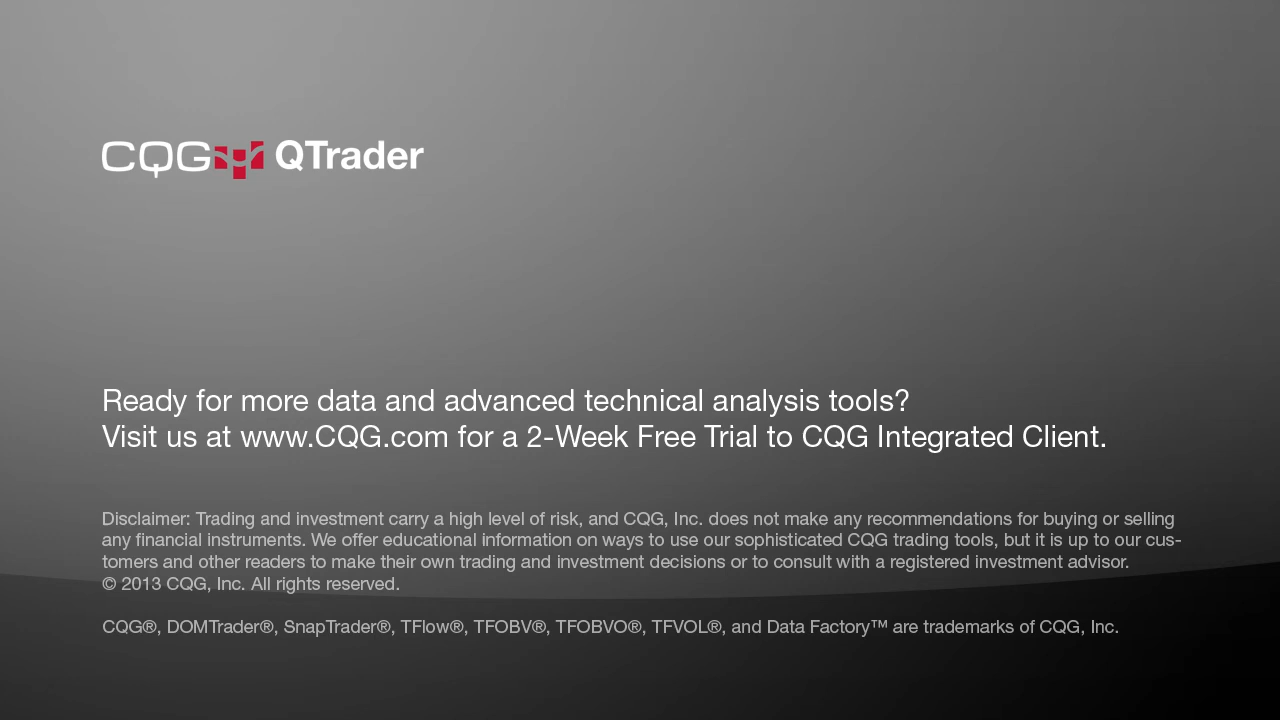 CQG QTrader
Ready for more data and advanced technical analysis tools?
Visit us at www.CQG.com for a 2-Week Free Trial to CQG Integrated Client.
Disclaimer: Trading and investment carry a high level of risk, and CQG, Inc. does not make any recommendations for buying or selling
any financial instruments. We offer educational information on ways to use our sophisticated CQG trading tools, but it is up to our cus-
tomers and other readers to make their own trading and investment decisions or to consult with a registered investment advisor.
© 2013 CQG, Inc. All rights reserved.
CQG®, DOMTrader®, SnapTrader®, TFlow®, TFOBV®, TFOBVO®, TFVOL®, and Data Factory™ are trademarks of CQG, Inc.